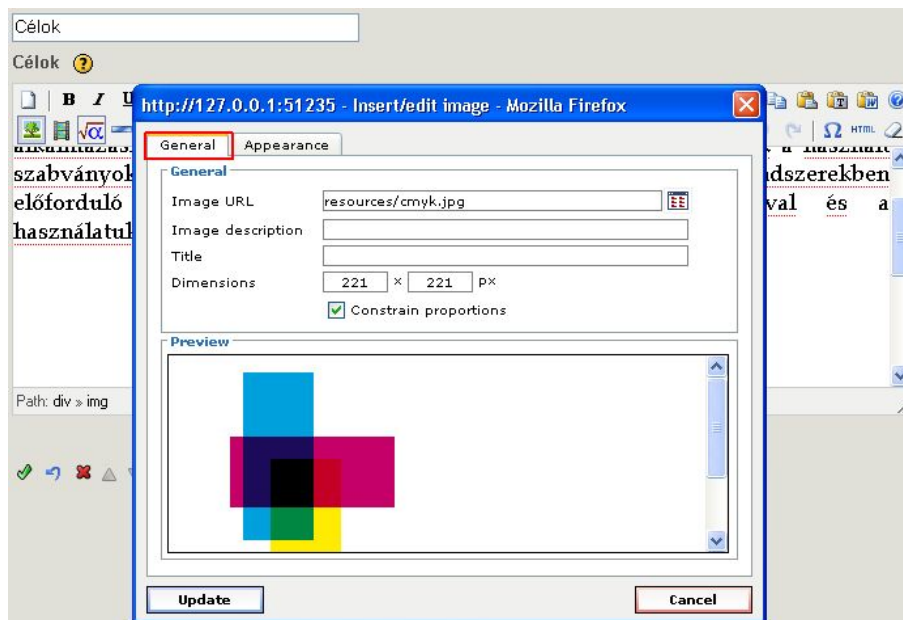 Célok
Célok ?
B I U
http://127.0.0.1:51235 - Insert/edit image - Mozilla Firefox
HTML
General Appearance
a használt
szabványok
dszerekben
előforduló
val és a
General
Image URL resources/cmyk.jpg
Image description
Title
Dimensions 221 x 221 px
Constrain proportions
Preview
Path: div » img
Update Cancel